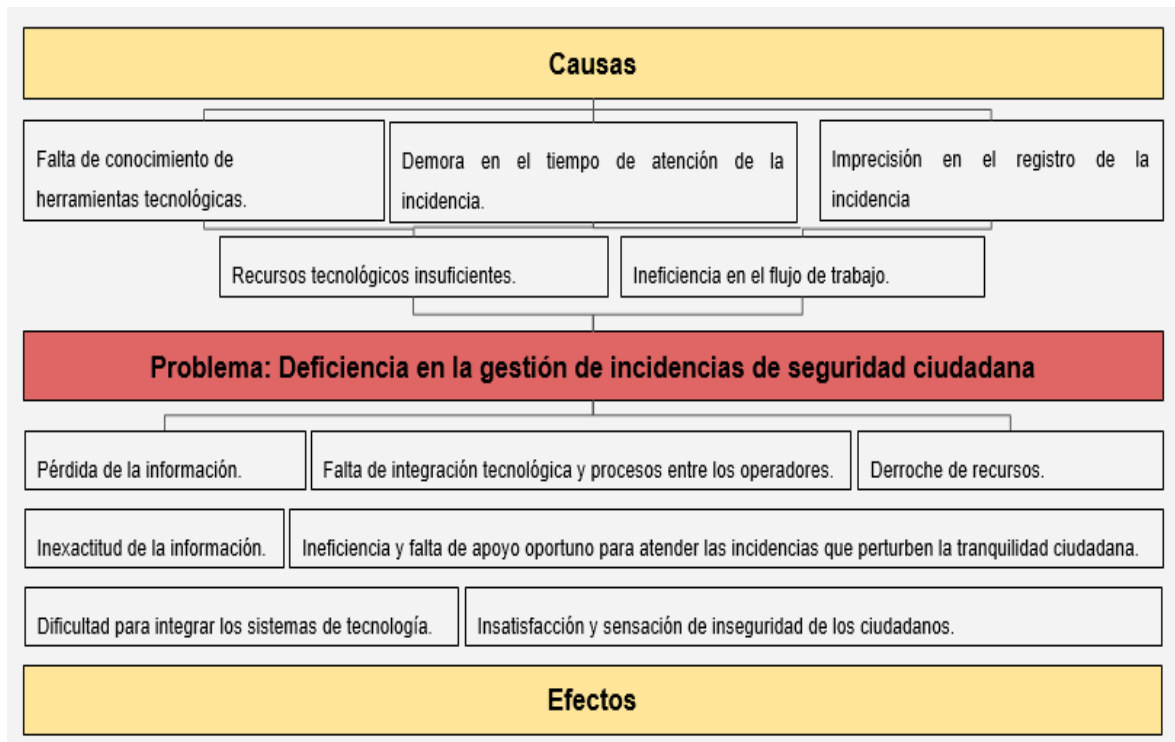 Causas
Falta de conocimiento de
herramientas tecnológicas.
Demora en el tiempo de atención de la
incidencia.
Imprecisión en el registro de la
incidencia
Recursos tecnológicos insuficientes.
Ineficiencia en el flujo de trabajo.
Problema: Deficiencia en la gestión de incidencias de seguridad ciudadana
Pérdida de la información.
Falta de integración tecnológica y procesos entre los operadores.
Derroche de recursos.
Inexactitud de la información.
Ineficiencia y falta de apoyo oportuno para atender las incidencias que perturben la tranquilidad ciudadana.
Dificultad para integrar los sistemas de tecnología.
Insatisfacción y sensación de inseguridad de los ciudadanos.
Efectos